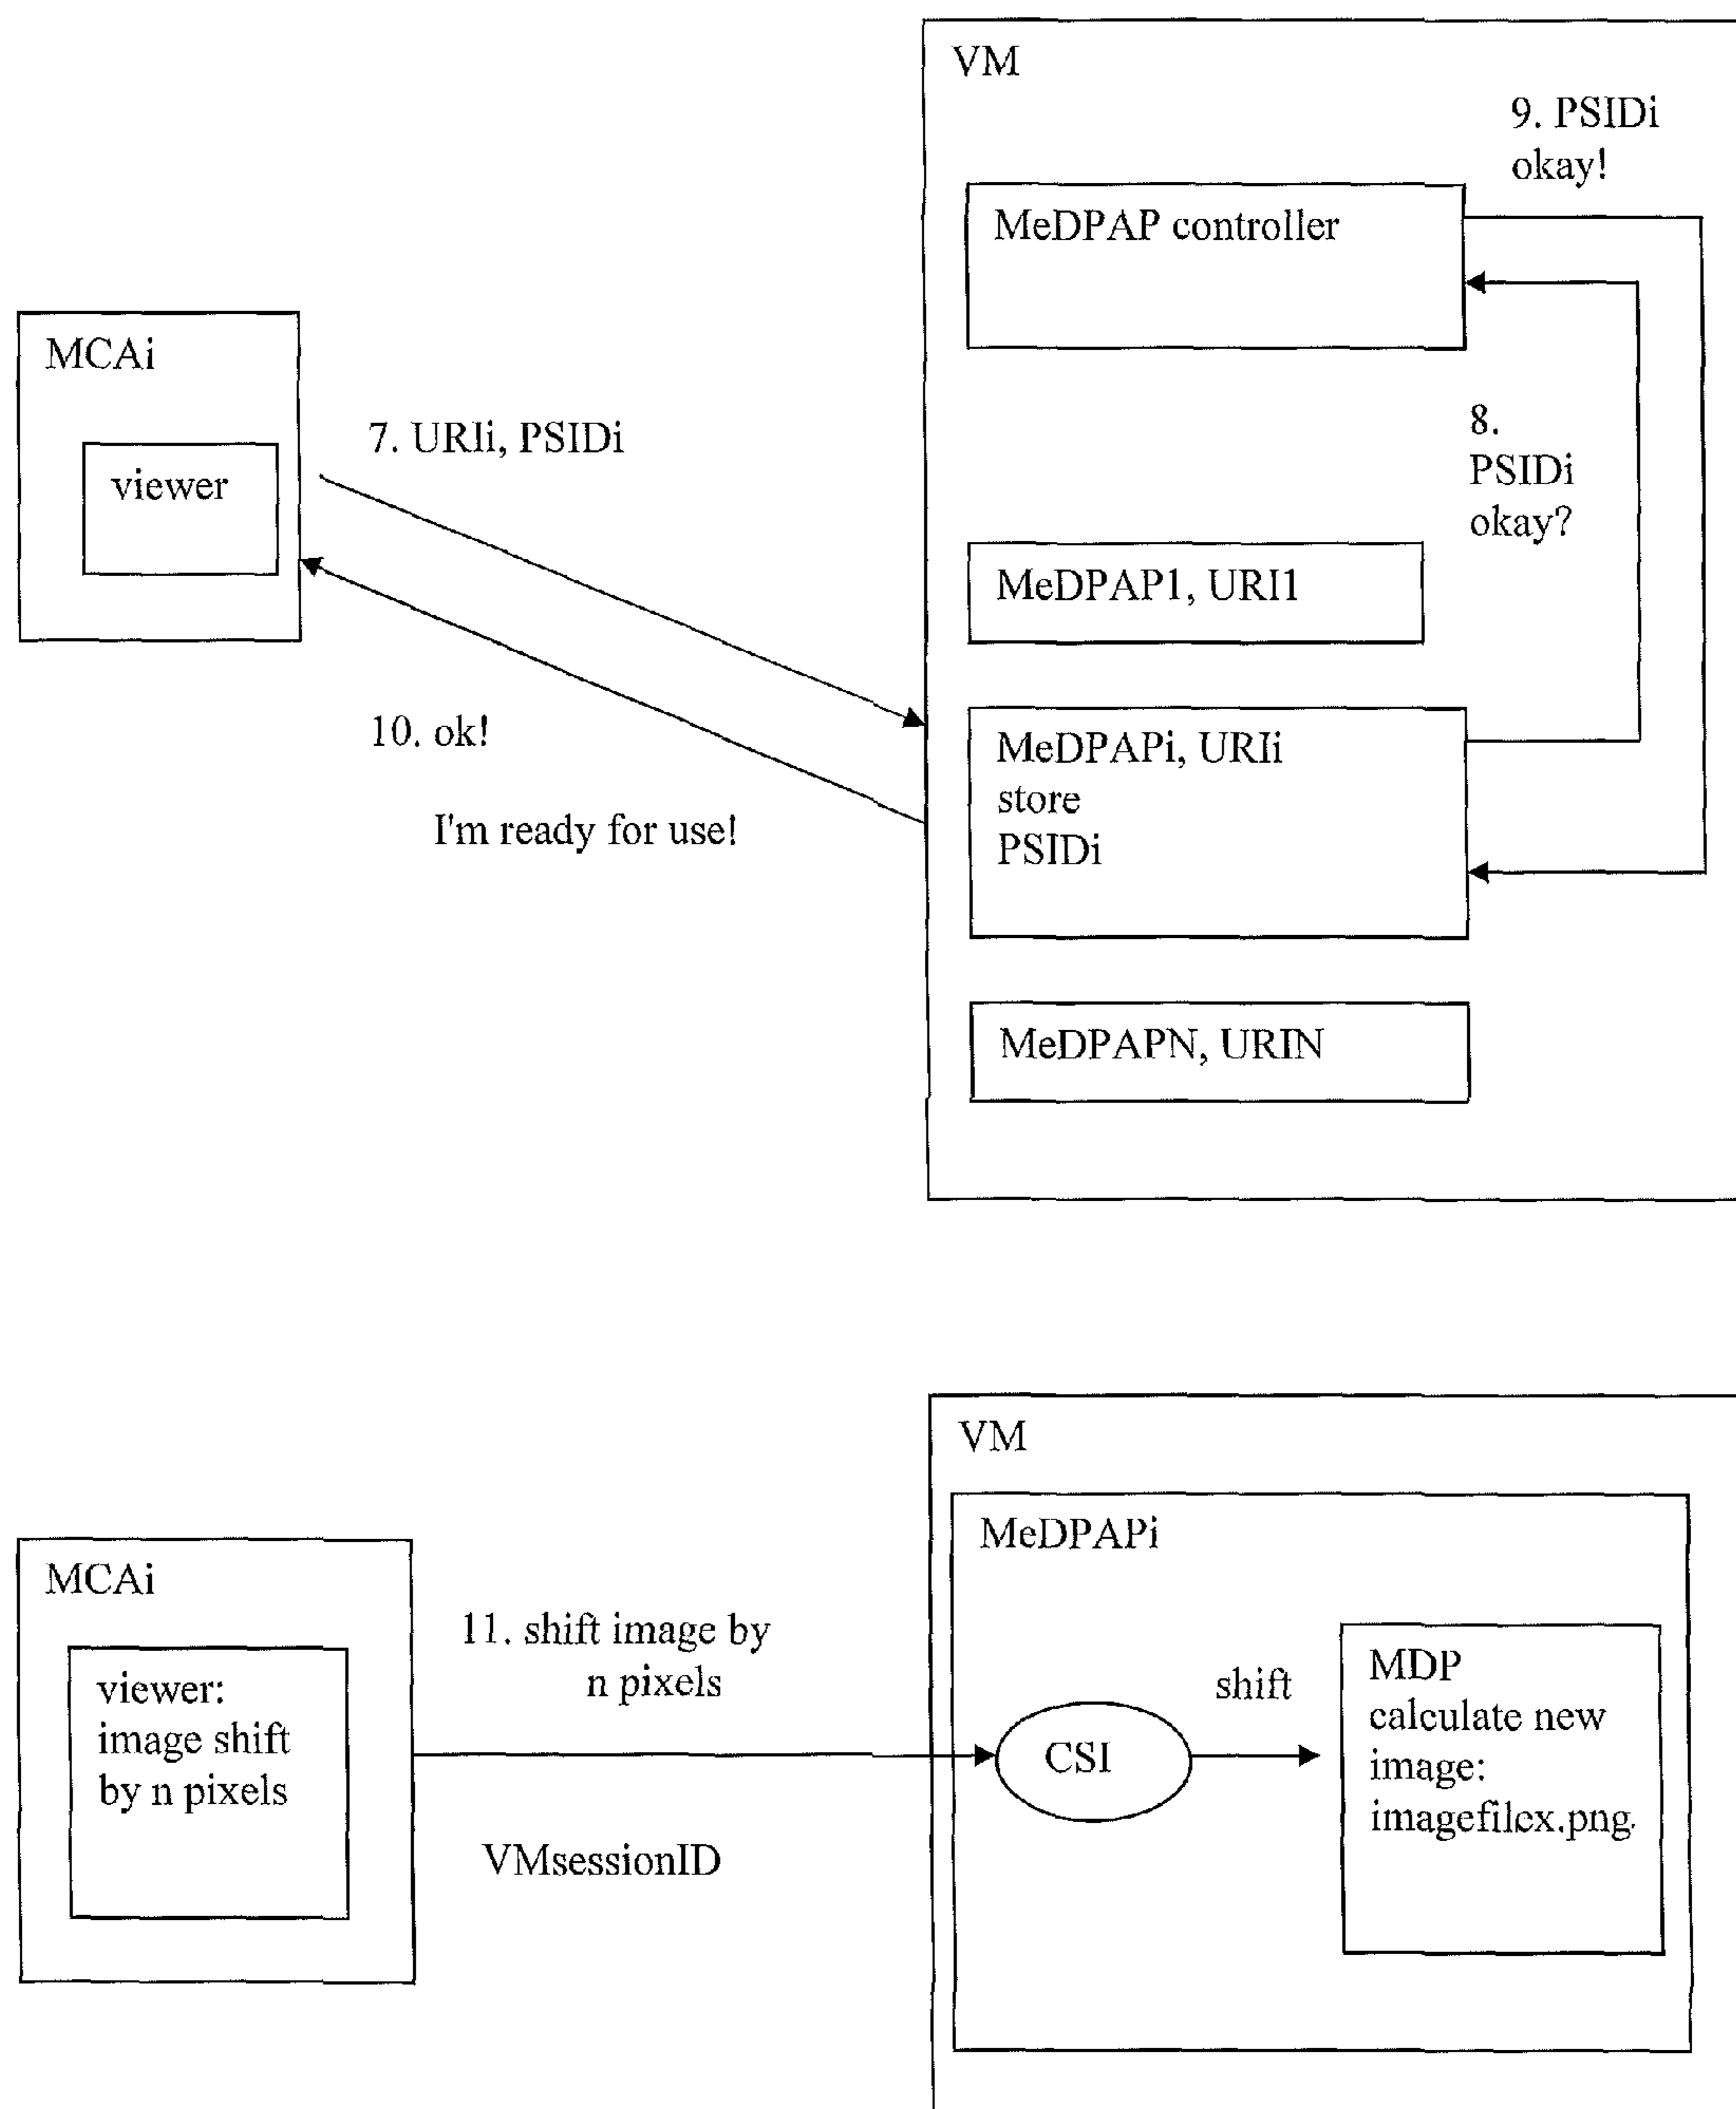 VM
9. PSIDi
okay!
MeDPAP controller
MCAi
viewer
7. URIi, PSIDi
8.
PSIDi
okay?
MeDPAP1, URI1
10. ok!
I'm ready for use!
MeDPAPi, URIi
store
PSIDi
MeDPAPN, URIN
VM
MeDPAPi
MCAi
viewer:
image shift
by n pixels
11. shift image by
n pixels
VMsessionID
CSI
shift
MDP
calculate new
image:
imagefilex.png